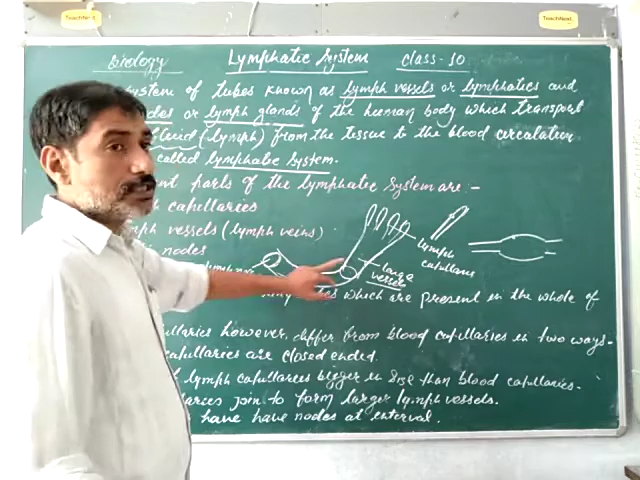 TeachNext
TeachNext
Biology Lymphatic System Class-10
system of tubes known as lymph vessels or lymphatics and
or lymph glands of the human body which transport
fluid (lymph) from the tissue to the blood circulation
called lymphatic system.
parts of the lymphatic system are :-
capillaries
vessels (lymph veins)
nodes
lymph
capillaries
large
vessels
which are present in the whole of
however, differ from blood capillaries in two ways-
capillaries are closed ended.
lymph capillaries bigger in size than blood capillaries.
join to form larger lymph vessels.
have have nodes at interval.